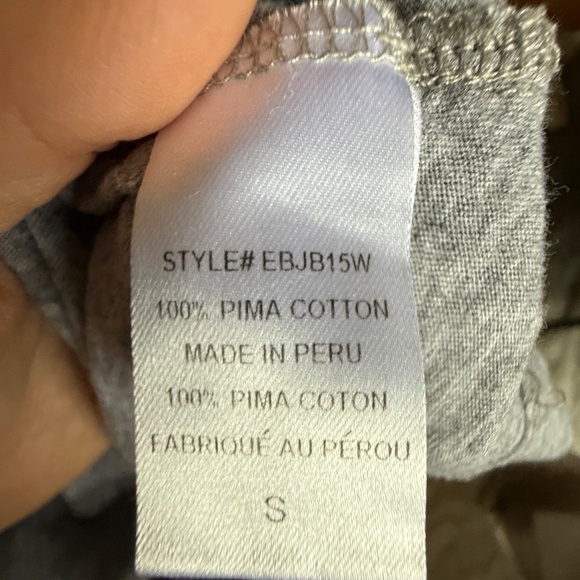 STYLE# EBJB15W
100% PIMA COTTON
MADE IN PERU
100% PIMA COTON
FABRIQUÉ AU PÉROU
S